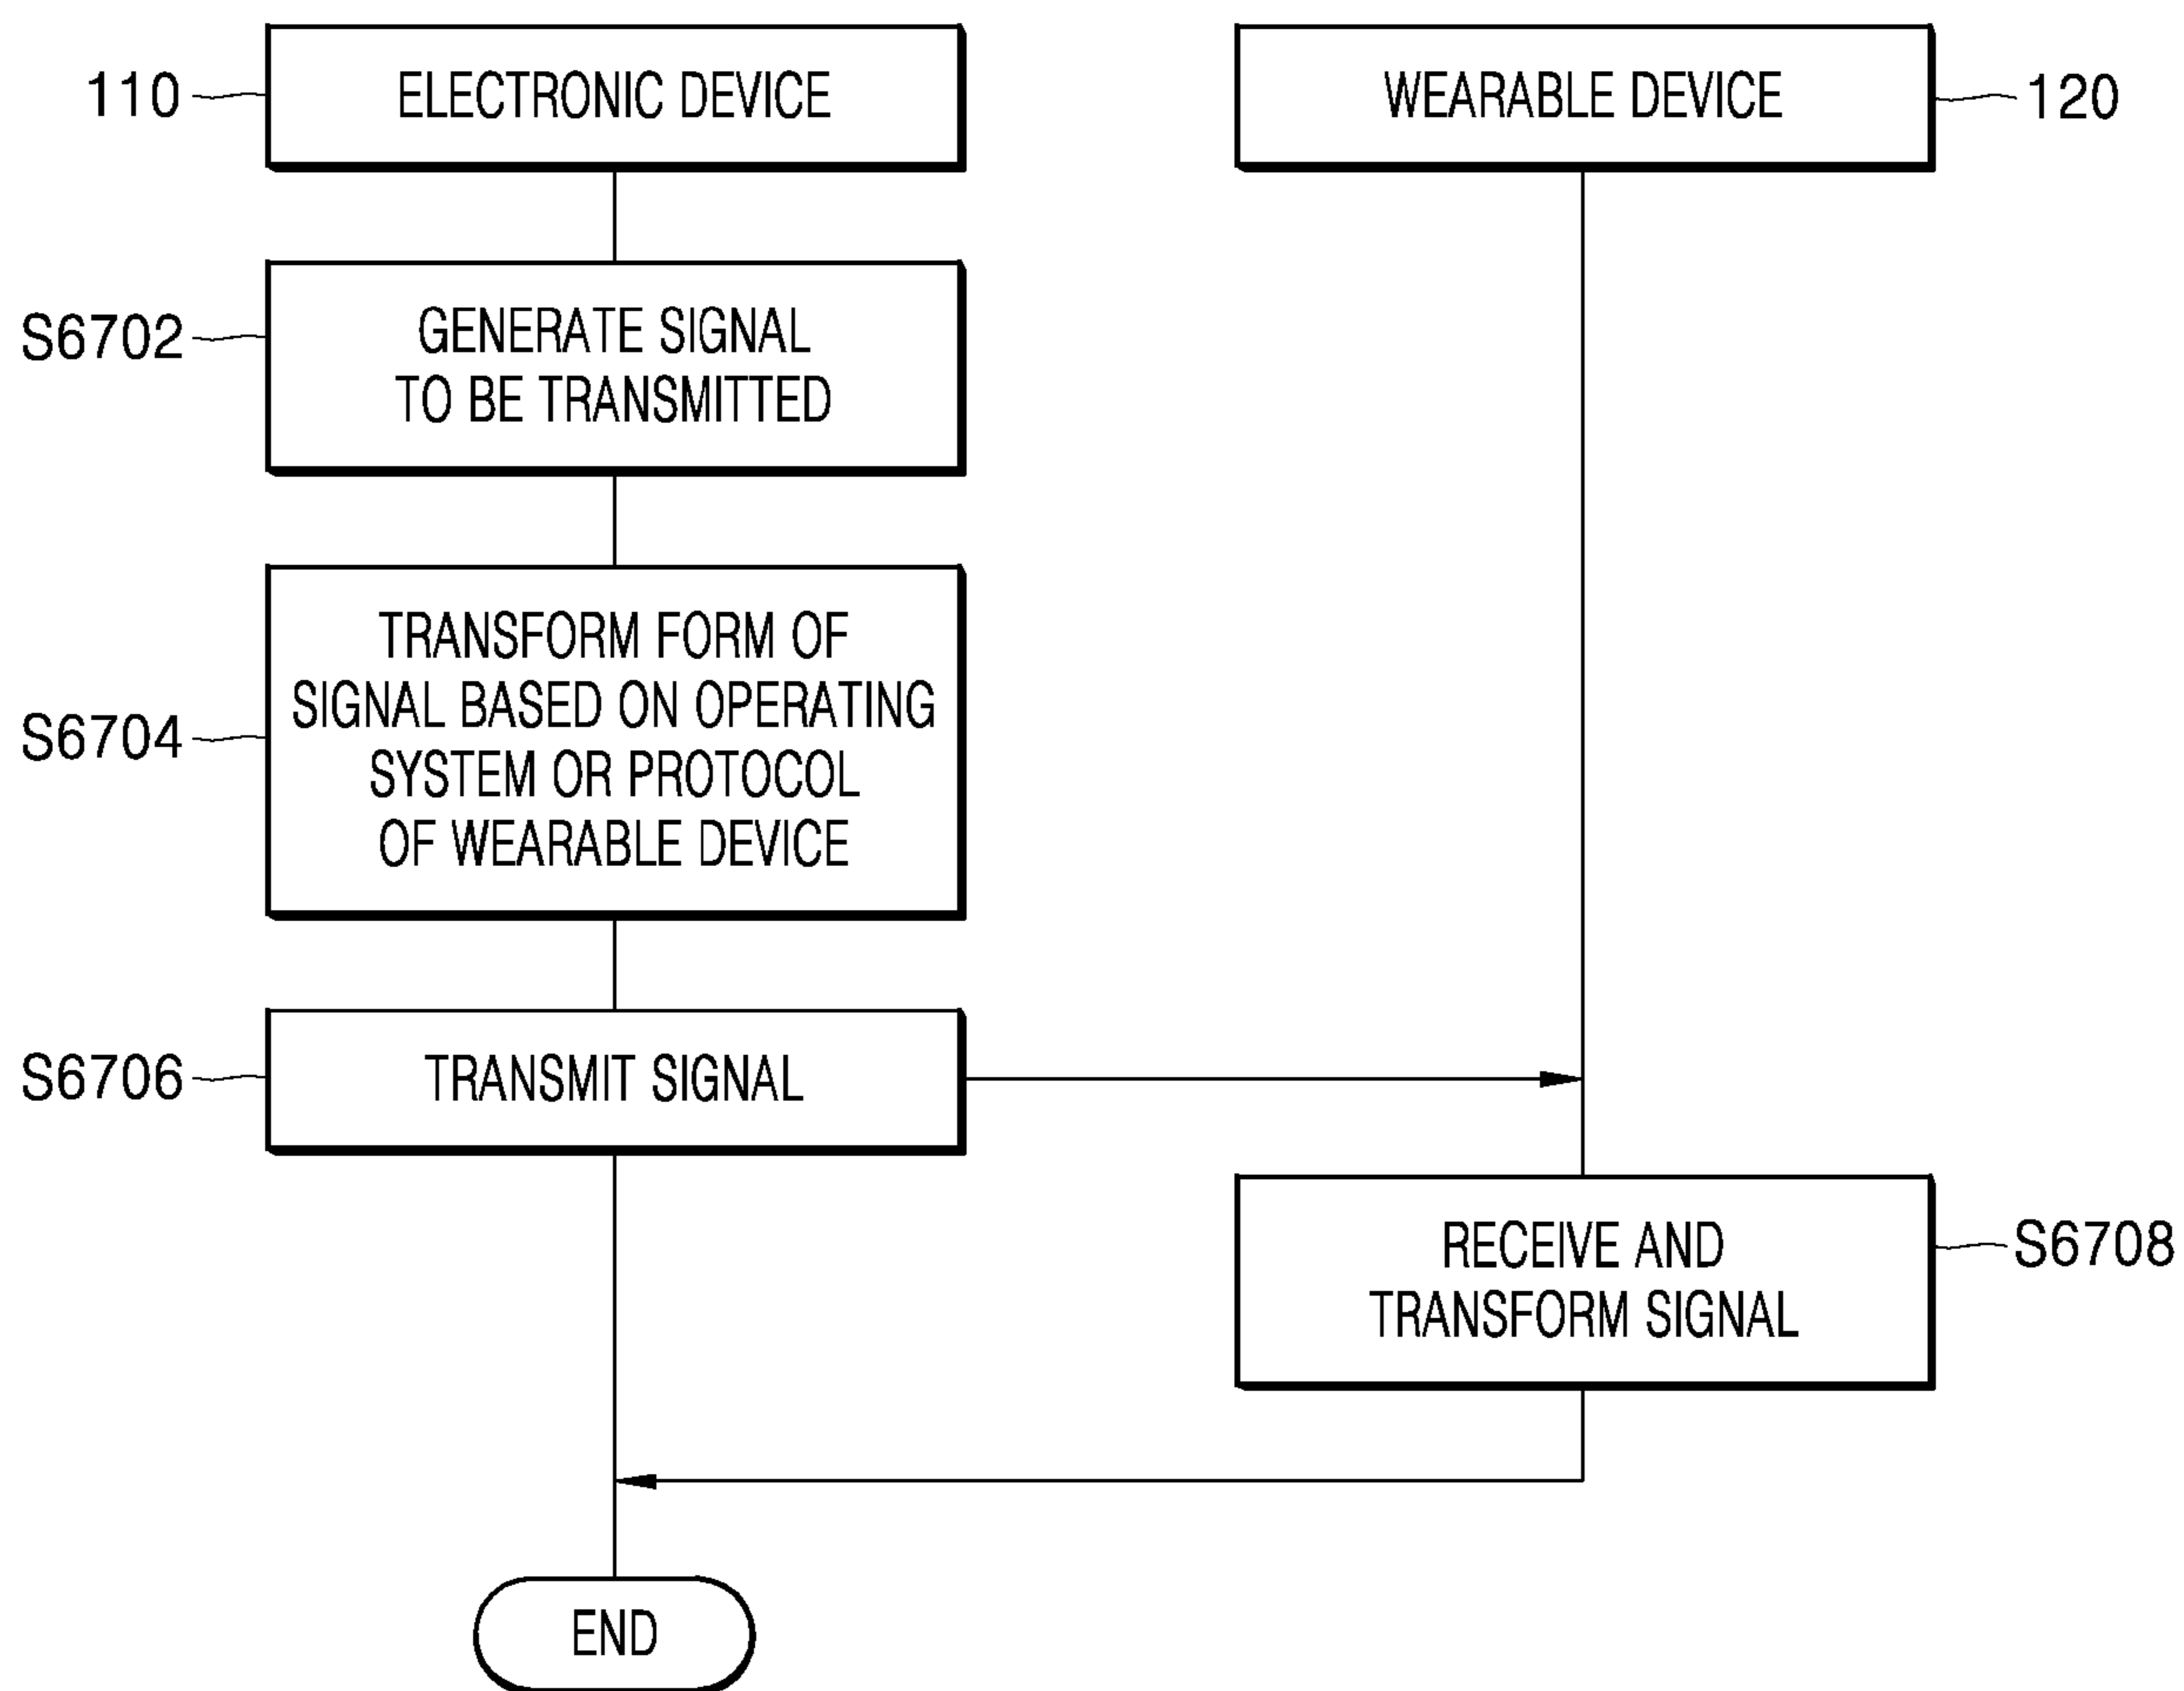 110
ELECTRONIC DEVICE
WEARABLE DEVICE
120
S6702
GENERATE SIGNAL
TO BE TRANSMITTED
S6704
TRANSFORM FORM OF
SIGNAL BASED ON OPERATING
SYSTEM OR PROTOCOL
OF WEARABLE DEVICE
S6706
TRANSMIT SIGNAL
RECEIVE AND
TRANSFORM SIGNAL
S6708
END